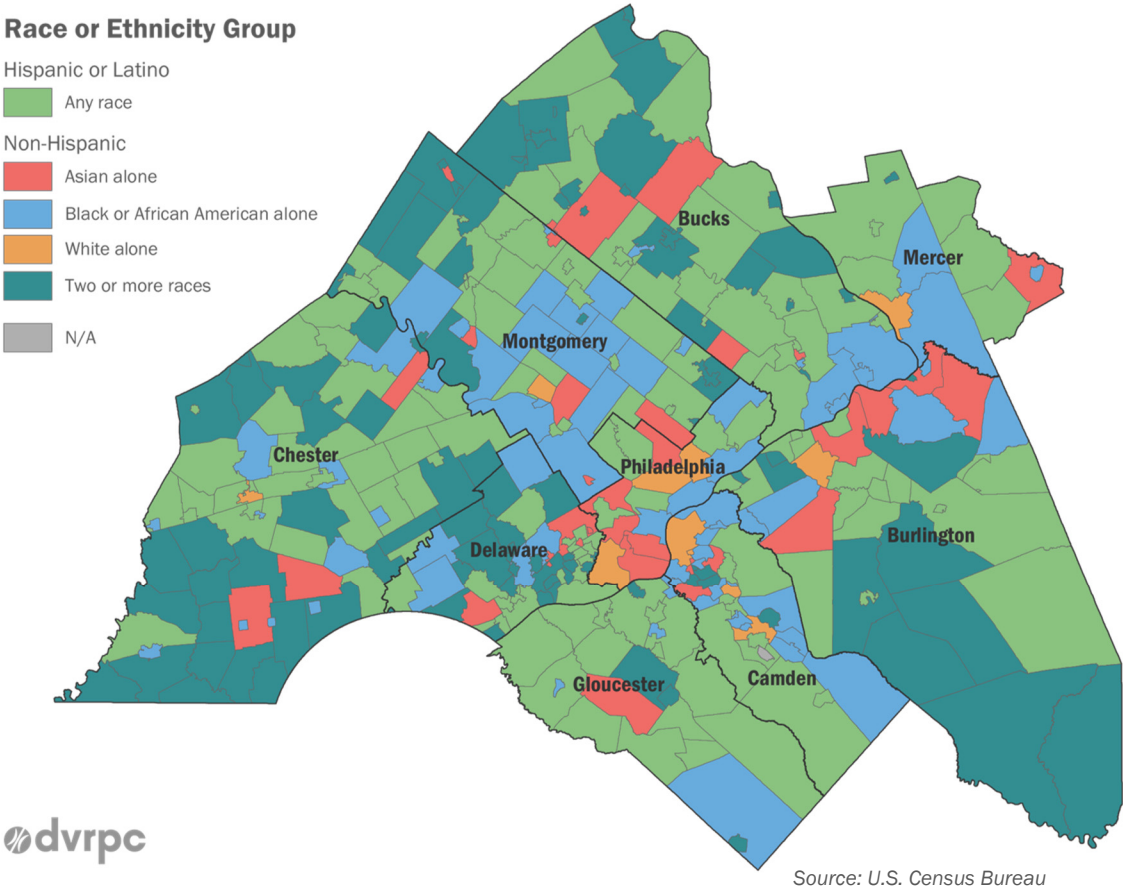 Race or Ethnicity Group
Hispanic or Latino
Any race
Non-Hispanic
Asian alone
Black or African American alone
White alone
Two or more races
N/A
Bucks
Mercer
Montgomery
Chester
Philadelphia
Burlington
Delaware
Camden
Gloucester
dvrpc
Source: U.S. Census Bureau